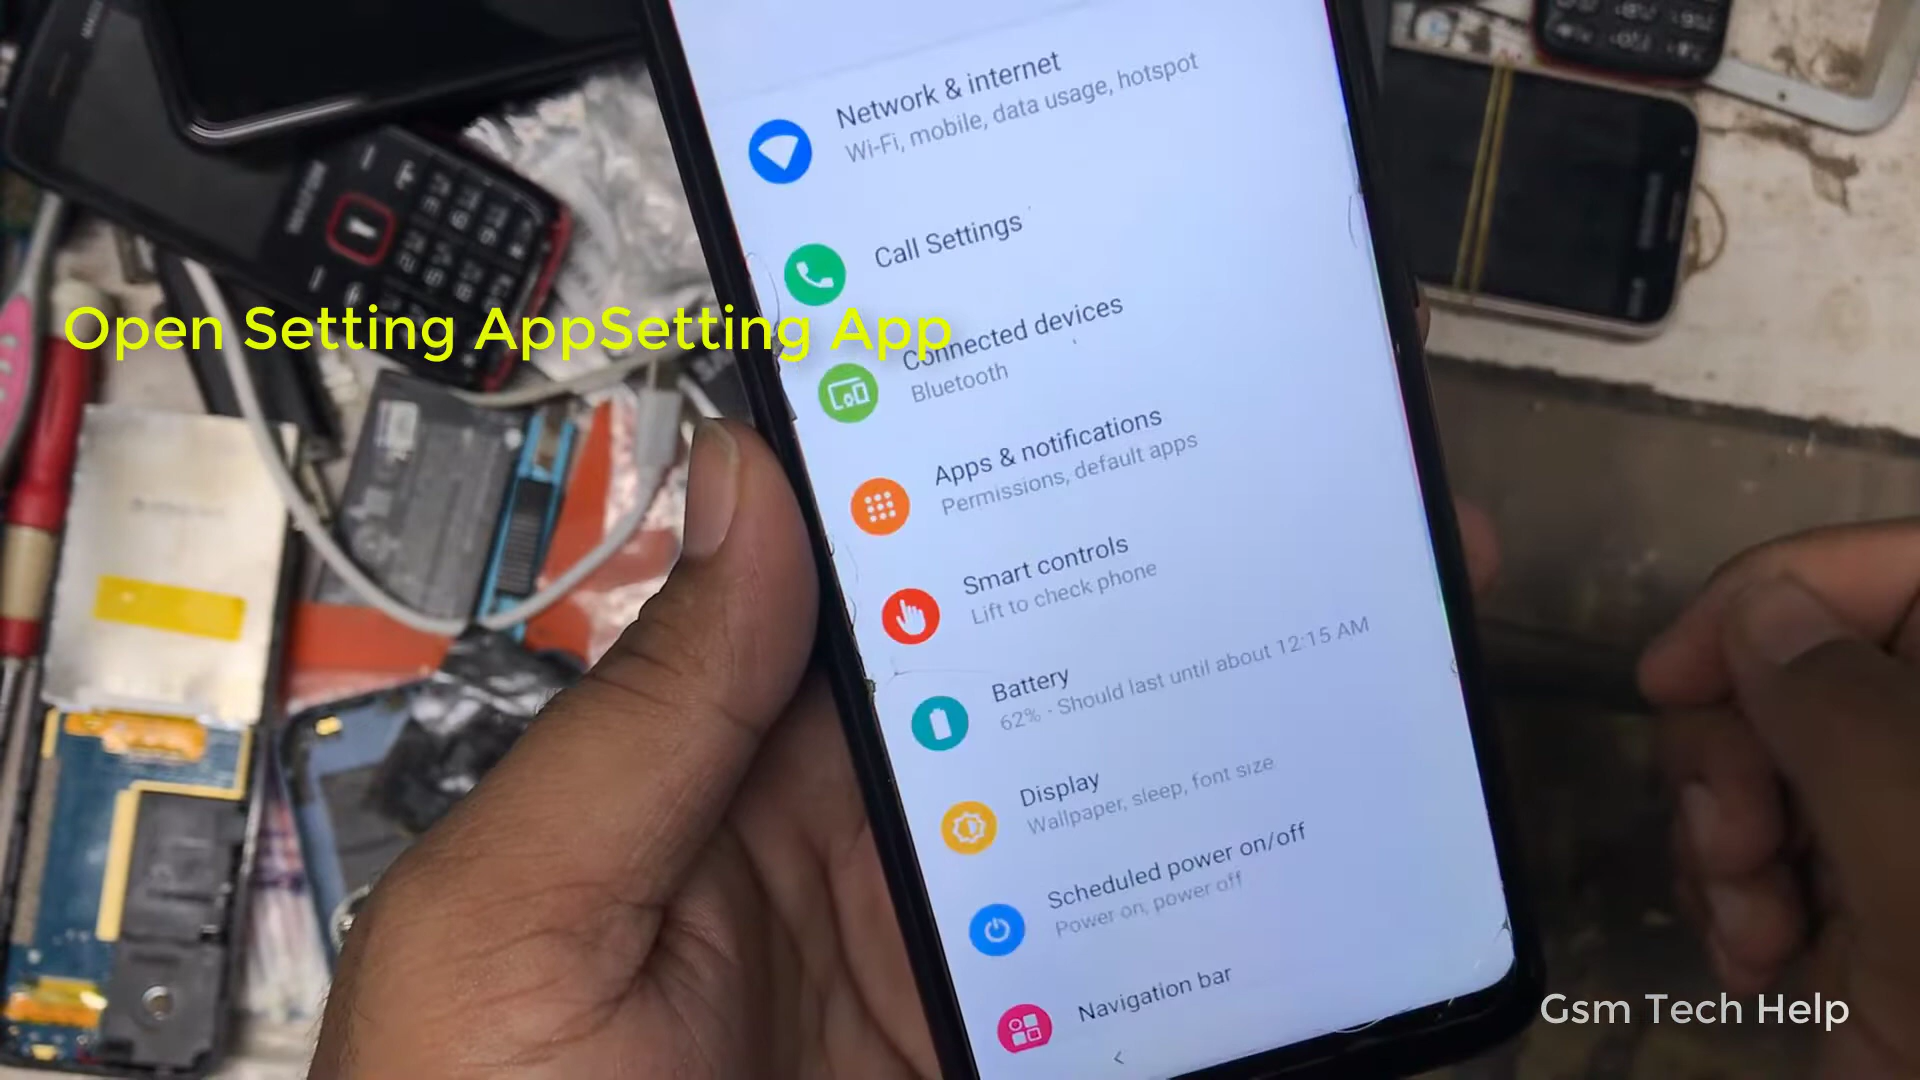 Network & internet
Wi-Fi, mobile, data usage, hotspot
Call Settings
Open Setting AppSetting App
Connected devices
Bluetooth
Apps & notifications
Permissions, default apps
Smart controls
Lift to check phone
Battery
62% - Should last until about 12:15 AM
Display
Wallpaper, sleep, font size
Scheduled power on/off
Power on, power off
Navigation bar
Gsm Tech Help